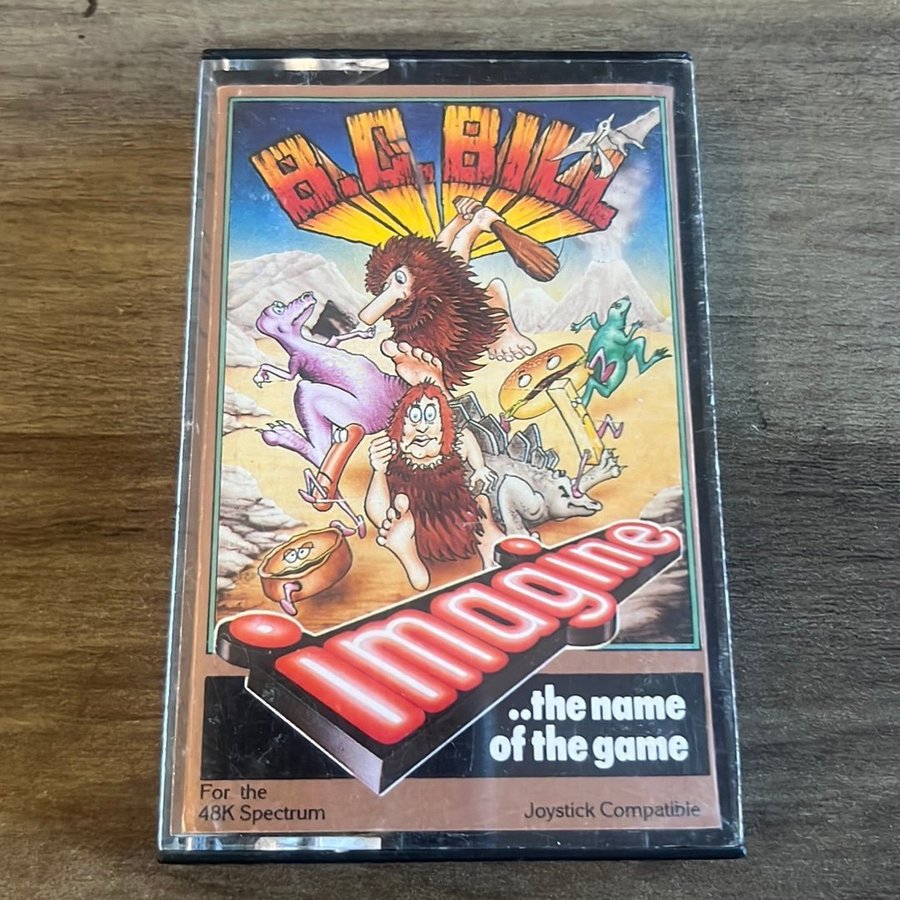 B.C. BILL
imagine
..the name
of the game
For the
48K Spectrum
Joystick Compatible